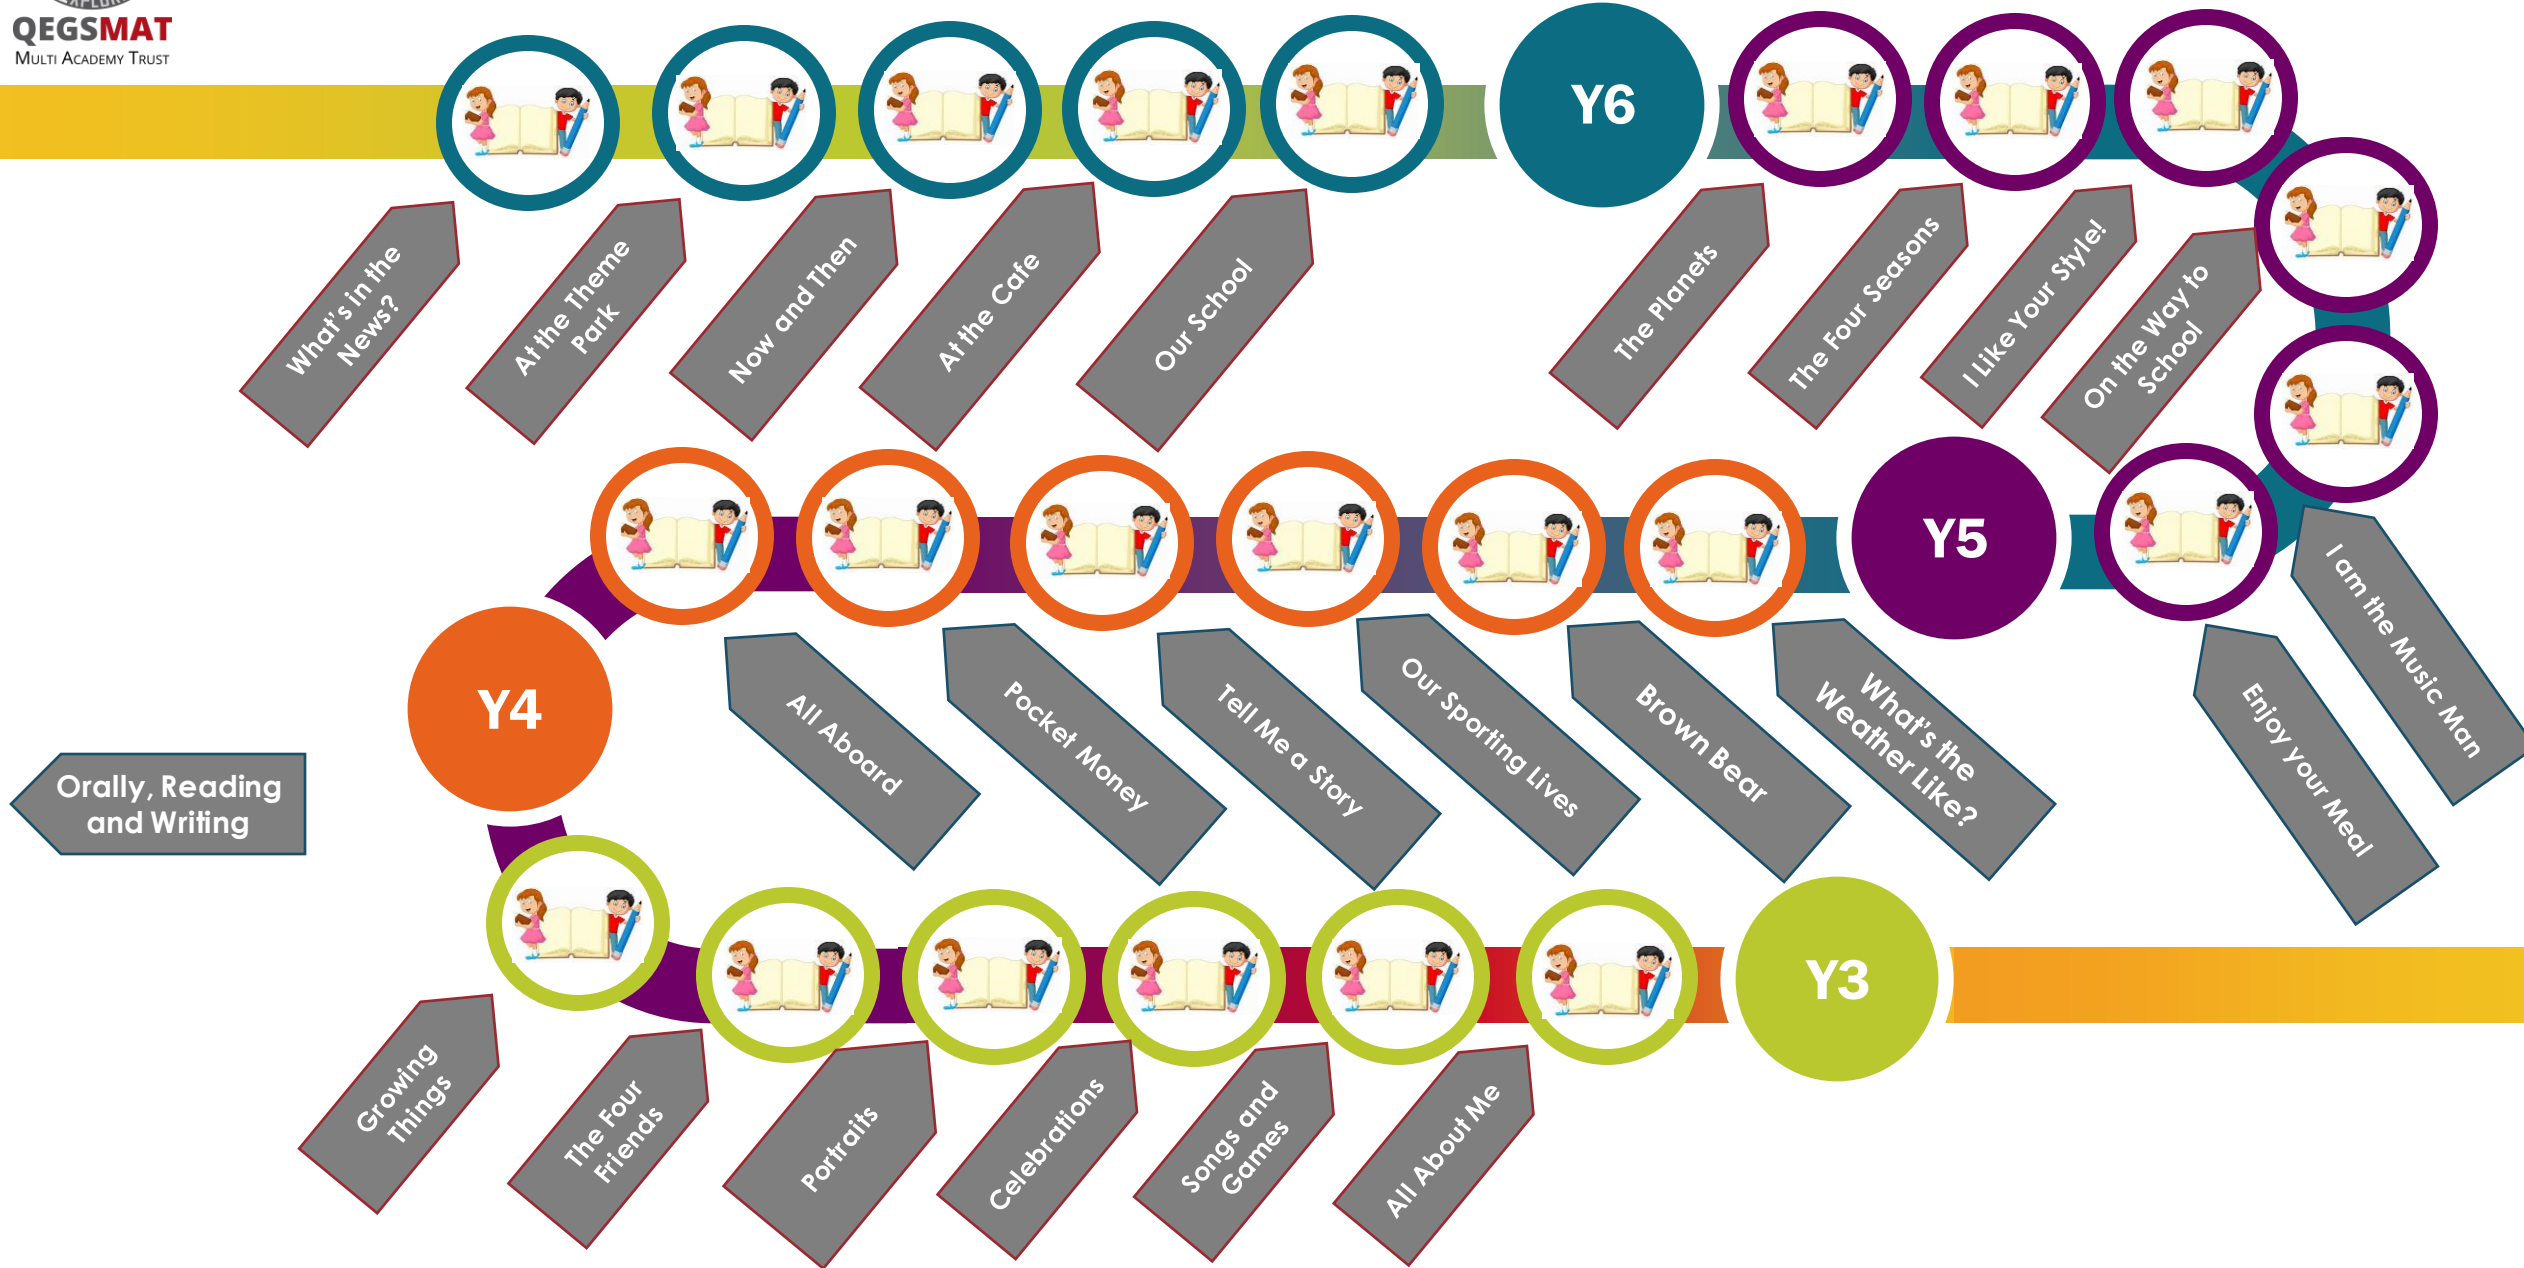 EXPLOR
QEGSMAT
MULTI ACADEMY TRUST
Y6
What's in the
News?
At the Theme
Park
Now and Then
At the Cafe
Our School
The Planets
The Four Seasons
I Like Your Style!
On the Way to
School
Y5
I am the Music Man
Enjoy your Meal
Y4
All Aboard
Pocket Money
Tell Me a Story
Our Sporting Lives
Brown Bear
What's the
Weather Like?
Orally, Reading
and Writing
Y3
Growing
Things
The Four
Friends
Portraits
Celebrations
Songs and
Games
All About Me